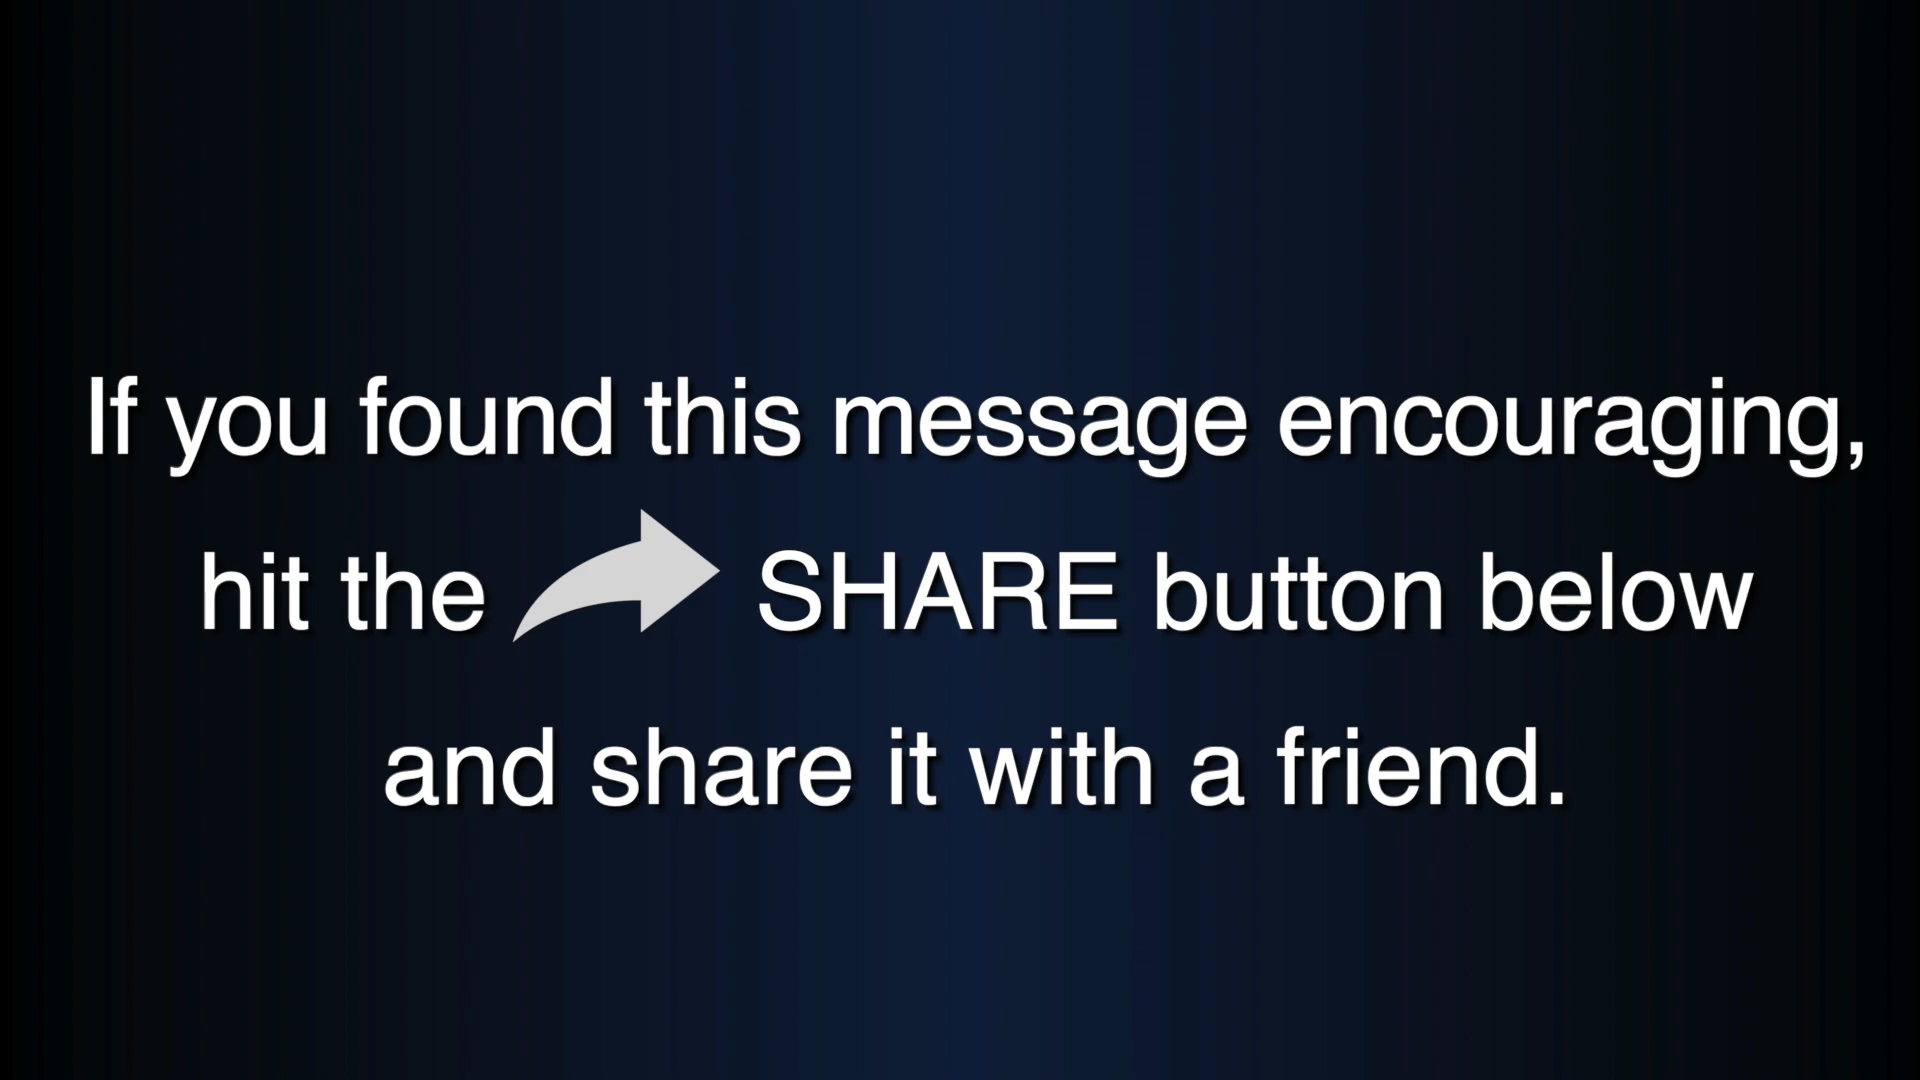 If you found this message encouraging,
hit the SHARE button below
and share it with a friend.